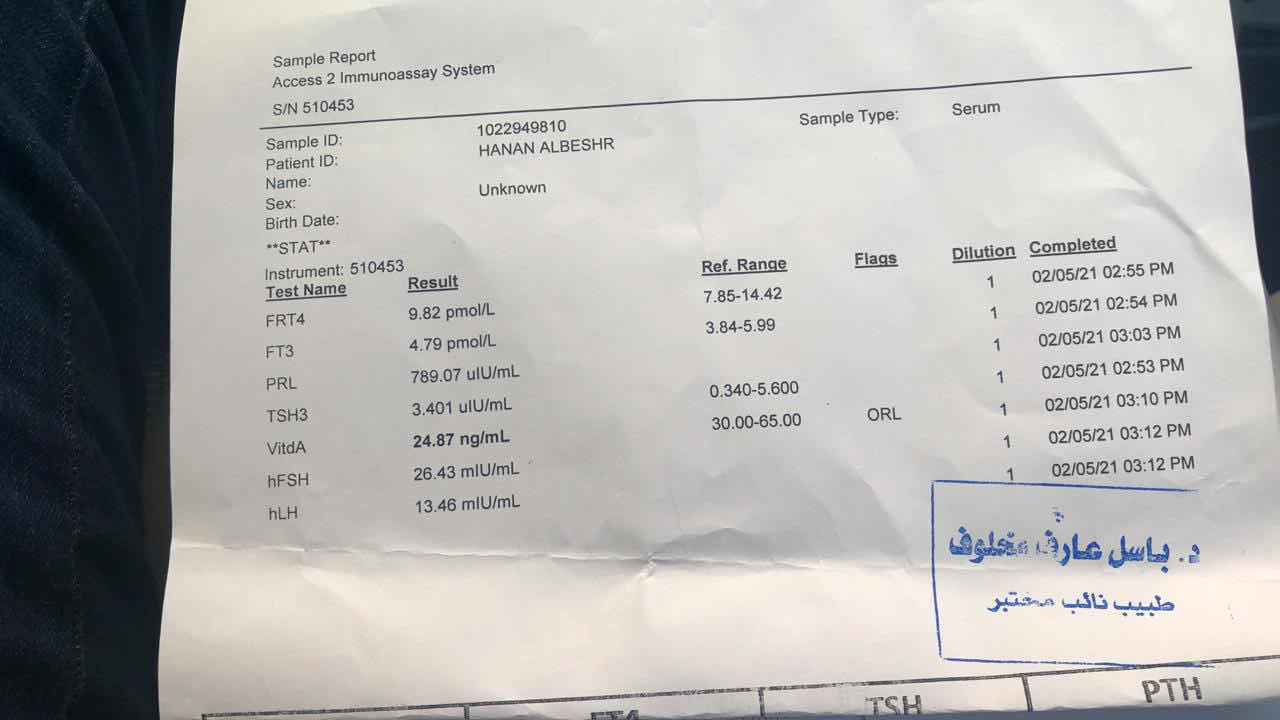 Sample Report
Access 2 Immunoassay System
S/N 510453
Sample ID: 1022949810 Sample Type: Serum
Patient ID: HANAN ALBESHR
Name:
Sex: Unknown
Birth Date:
**STAT**
Instrument: 510453
Test Name Result Ref. Range Flags Dilution Completed
FRT4 9.82 pmol/L 7.85-14.42 1 02/05/21 02:55 PM
FT3 4.79 pmol/L 3.84-5.99 1 02/05/21 02:54 PM
PRL 789.07 uIU/mL 1 02/05/21 03:03 PM
TSH3 3.401 uIU/mL 0.340-5.600 1 02/05/21 02:53 PM
VitdA 24.87 ng/mL 30.00-65.00 ORL 1 02/05/21 03:10 PM
hFSH 26.43 mIU/mL 1 02/05/21 03:12 PM
hLH 13.46 mIU/mL 1 02/05/21 03:12 PM
د. باسل عارف مخلوف
طبيب نائب مختبر
FT4 TSH PTH